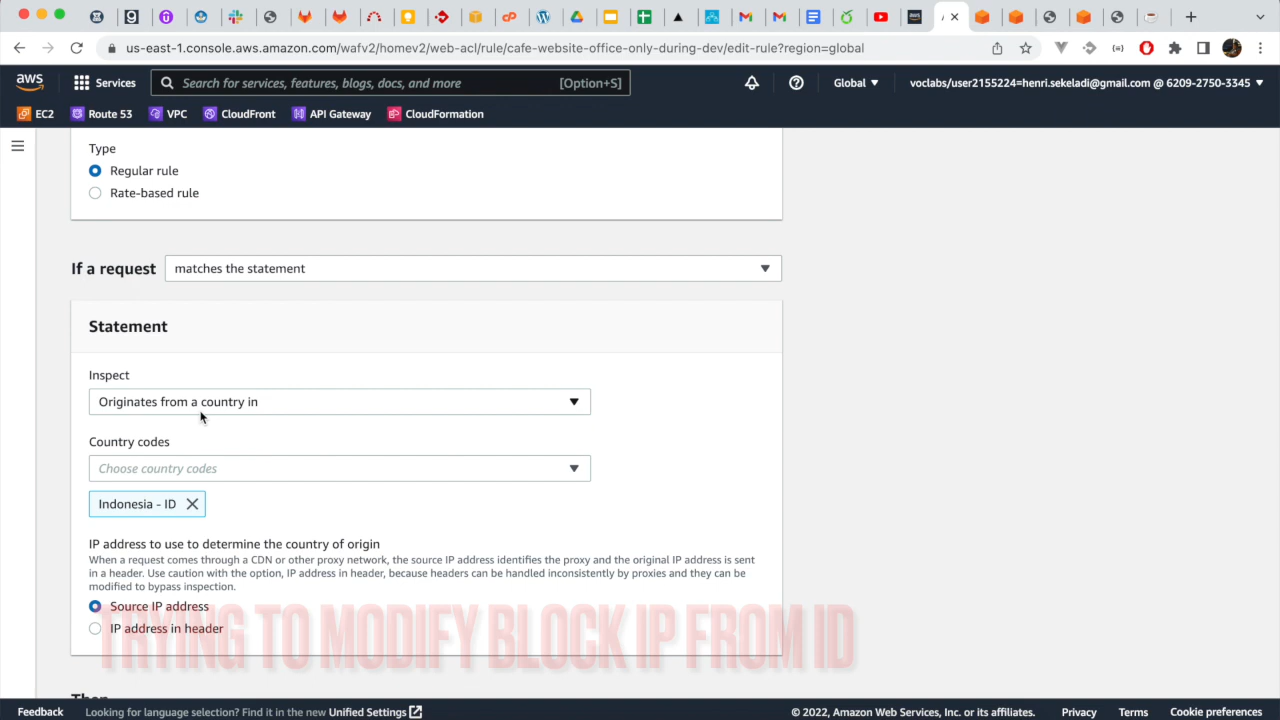 us-east-1.console.aws.amazon.com/wafv2/homev2/web-acl/rule/cafe-website-office-only-during-dev/edit-rule?region=global
aws
Services
Search for services, features, blogs, docs, and more
[Option+S]
Global
voclabs/user2155224=henri.sekeladi@gmail.com @ 6209-2750-3345
EC2
Route 53
VPC
CloudFront
API Gateway
CloudFormation
Type
Regular rule
Rate-based rule
If a request
matches the statement
Statement
Inspect
Originates from a country in
Country codes
Choose country codes
Indonesia - ID
IP address to use to determine the country of origin
When a request comes through a CDN or other proxy network, the source IP address identifies the proxy and the original IP address is sent
in a header. Use caution with the option, IP address in header, because headers can be handled inconsistently by proxies and they can be
modified to bypass inspection.
Source IP address
IP address in header
TRYING TO MODIFY BLOCK IP FROM ID
Then
Feedback
Looking for language selection? Find it in the new Unified Settings
© 2022, Amazon Web Services, Inc. or its affiliates.
Privacy
Terms
Cookie preferences